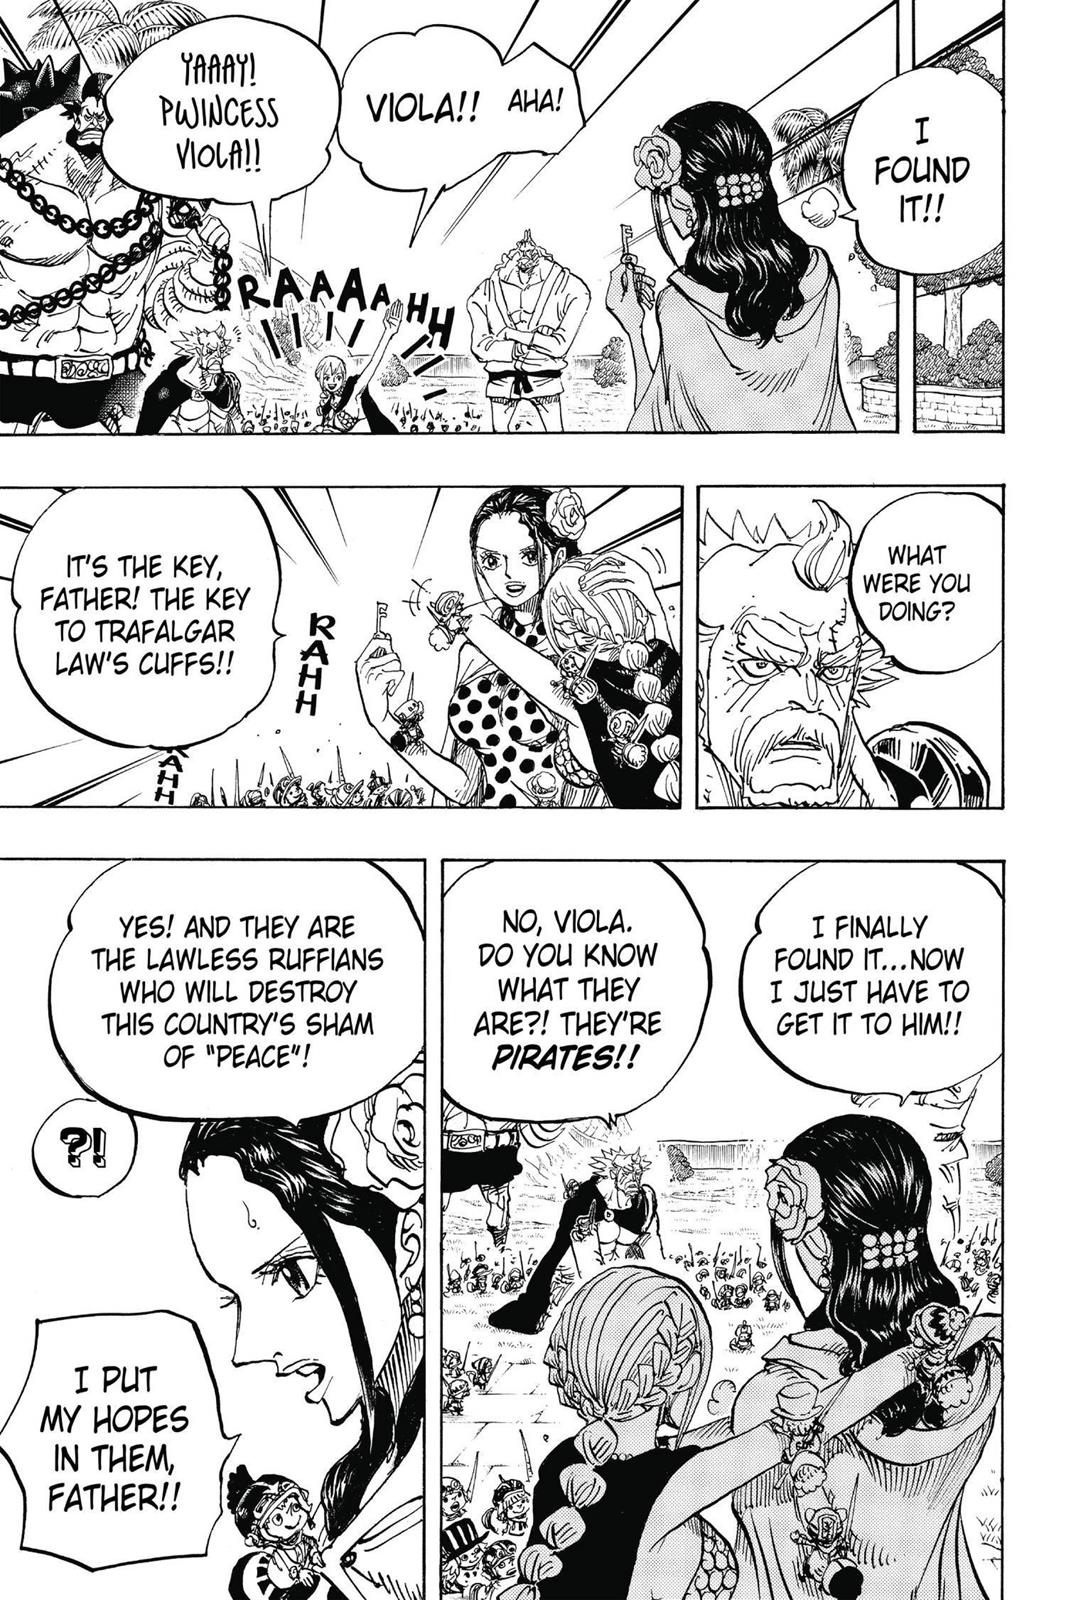 I
FOUND
IT!!
AHA!
VIOLA!!
YAAAY!
PWINCESS
VIOLA!!
RAAAAHH
WHAT
WERE YOU
DOING?
IT'S THE KEY,
FATHER! THE KEY
TO TRAFALGAR
LAW'S CUFFS!!
RAHH
RAHH
I FINALLY
FOUND IT...NOW
I JUST HAVE TO
GET IT TO HIM!!
NO, VIOLA.
DO YOU KNOW
WHAT THEY
ARE?! THEY'RE
PIRATES!!
YES! AND THEY ARE
THE LAWLESS RUFFIANS
WHO WILL DESTROY
THIS COUNTRY'S SHAM
OF "PEACE"!
?!
I PUT
MY HOPES
IN THEM,
FATHER!!